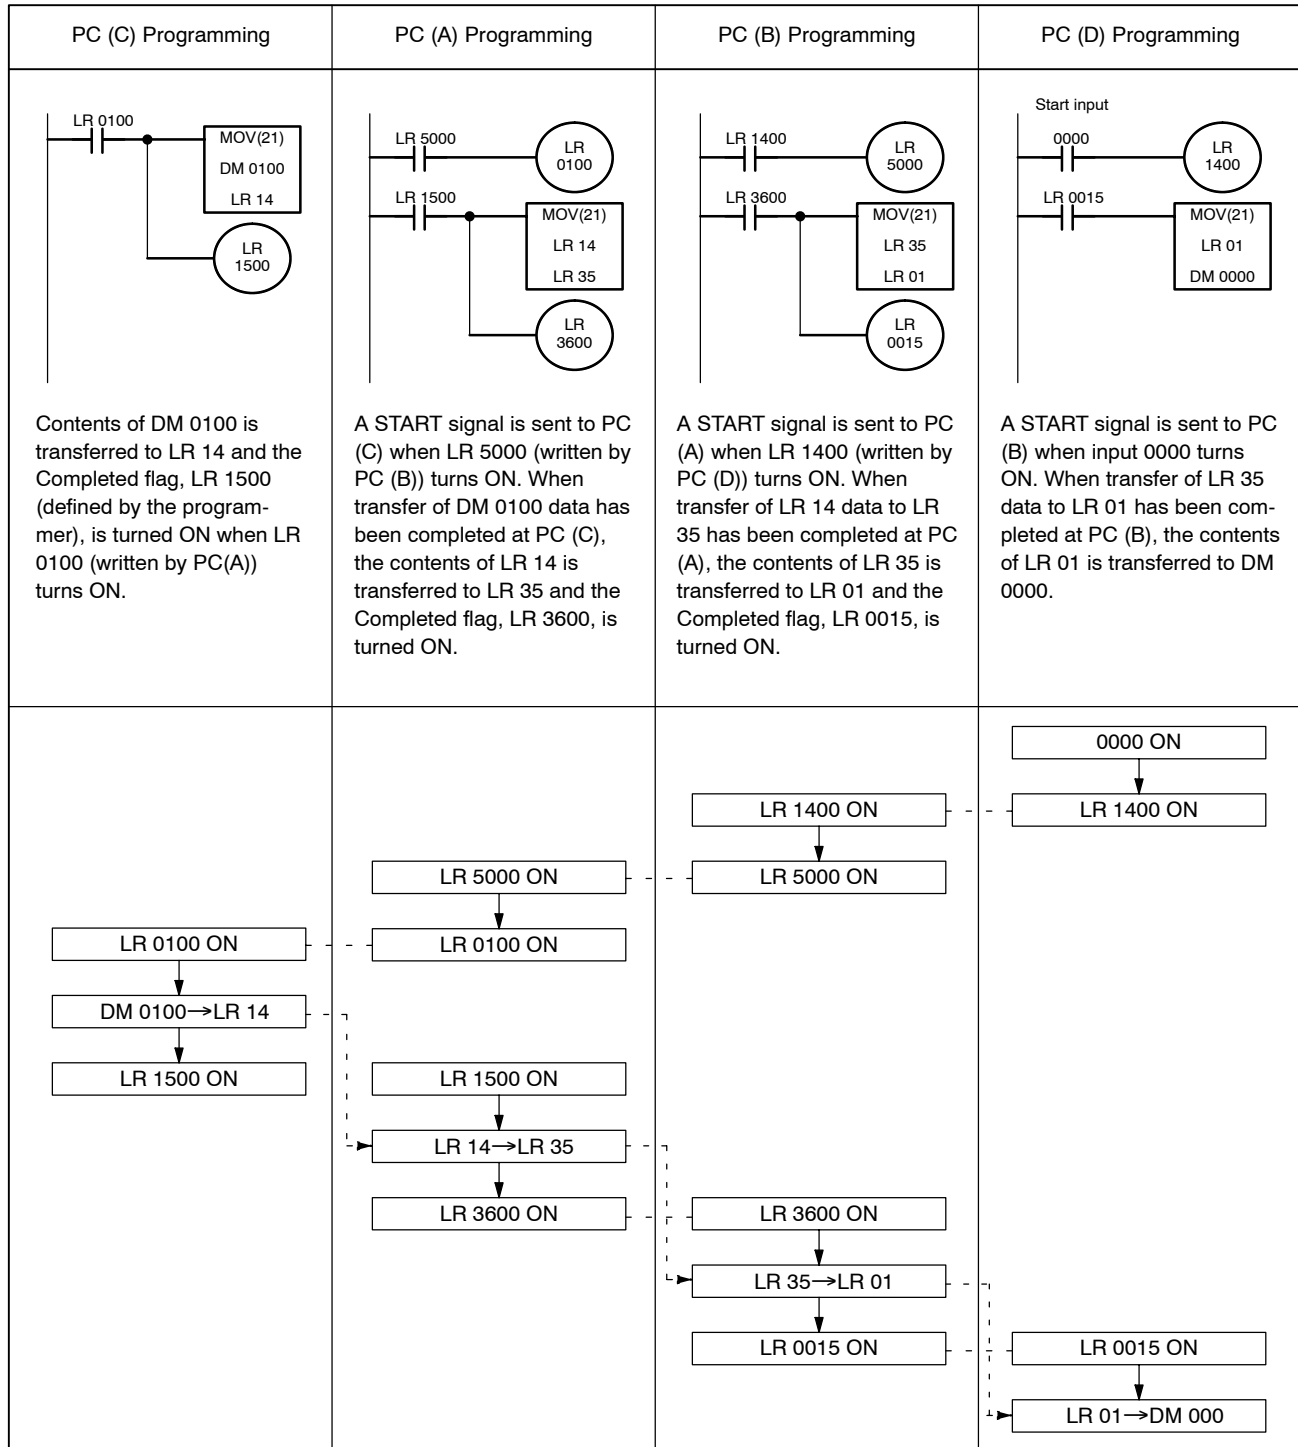 PC (C) Programming
PC (A) Programming
PC (B) Programming
PC (D) Programming
LR 0100
MOV(21)
DM 0100
LR 14
LR
1500
LR 5000
LR
0100
LR 1500
MOV(21)
LR 14
LR 35
LR
3600
LR 1400
LR
5000
LR 3600
MOV(21)
LR 35
LR 01
LR
0015
Start input
0000
LR
1400
LR 0015
MOV(21)
LR 01
DM 0000
Contents of DM 0100 is
transferred to LR 14 and the
Completed flag, LR 1500
(defined by the program-
mer), is turned ON when LR
0100 (written by PC(A))
turns ON.
A START signal is sent to PC
(C) when LR 5000 (written by
PC (B)) turns ON. When
transfer of DM 0100 data has
been completed at PC (C),
the contents of LR 14 is
transferred to LR 35 and the
Completed flag, LR 3600, is
turned ON.
A START signal is sent to PC
(A) when LR 1400 (written by
PC (D)) turns ON. When
transfer of LR 14 data to LR
35 has been completed at PC
(A), the contents of LR 35 is
transferred to LR 01 and the
Completed flag, LR 0015, is
turned ON.
A START signal is sent to PC
(B) when input 0000 turns
ON. When transfer of LR 35
data to LR 01 has been com-
pleted at PC (B), the contents
of LR 01 is transferred to DM
0000.
0000 ON
LR 1400 ON
LR 1400 ON
LR 5000 ON
LR 5000 ON
LR 0100 ON
LR 0100 ON
DM 0100→LR 14
LR 1500 ON
LR 1500 ON
LR 14→LR 35
LR 3600 ON
LR 3600 ON
LR 35→LR 01
LR 0015 ON
LR 0015 ON
LR 01→DM 000